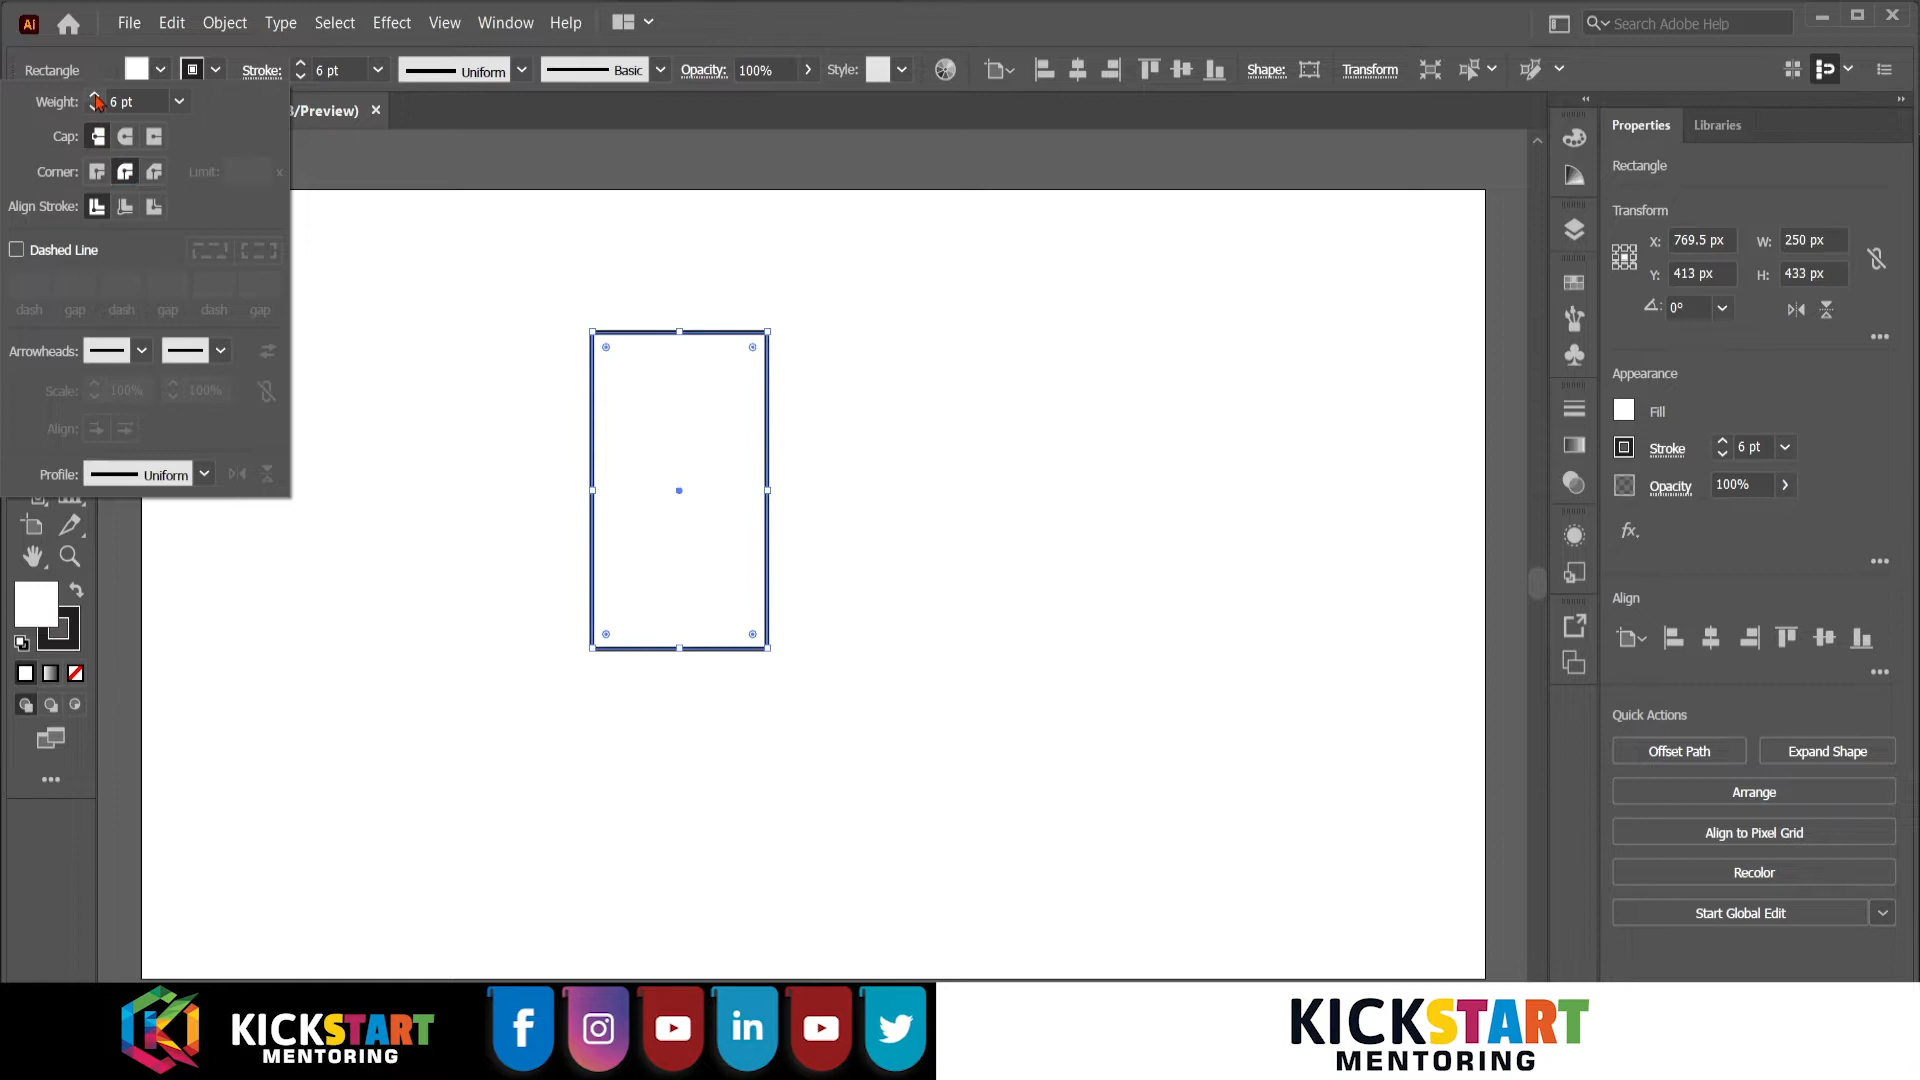 Ai File Edit Object Type Select Effect View Window Help Search Adobe Help
Rectangle Stroke: 6 pt Uniform Basic Opacity: 100% Style: Shape: Transform
Weight: 6 pt
3/Preview) ×
Cap:
Corner: Limit: x
Align Stroke:
Dashed Line
dash gap dash gap dash gap
Arrowheads:
Scale: 100% 100%
Align:
Profile: Uniform
Properties Libraries
Rectangle
Transform
X: 769.5 px W: 250 px
Y: 413 px H: 433 px
0°
Appearance
Fill
Stroke 6 pt
Opacity 100%
fx.
Align
Quick Actions
Offset Path Expand Shape
Arrange
Align to Pixel Grid
Recolor
Start Global Edit
KICKSTART
MENTORING
f in
KICKSTART
MENTORING